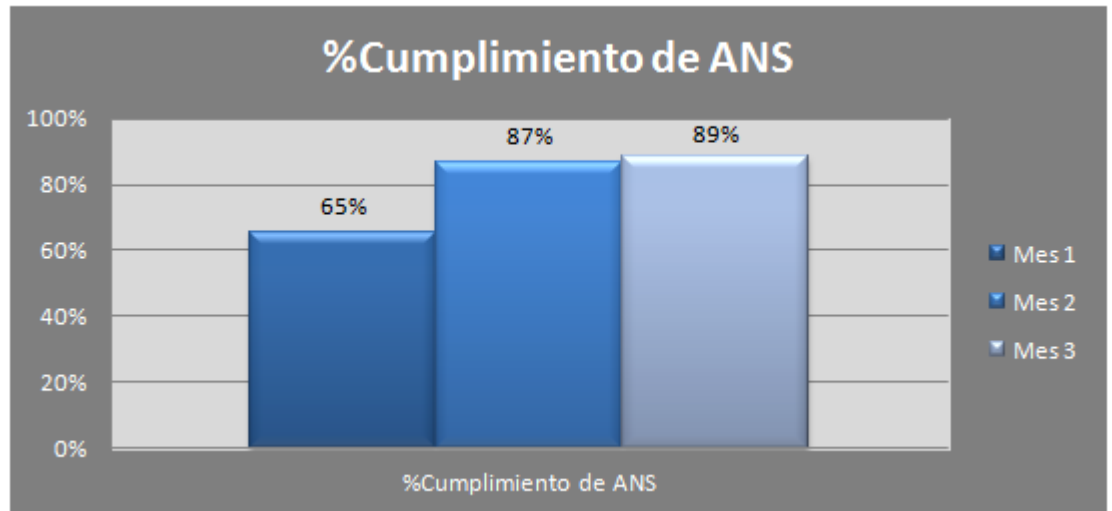 %Cumplimiento de ANS
100%
80%
60%
40%
20%
0%
65%
87%
89%
%Cumplimiento de ANS
Mes 1
Mes 2
Mes 3